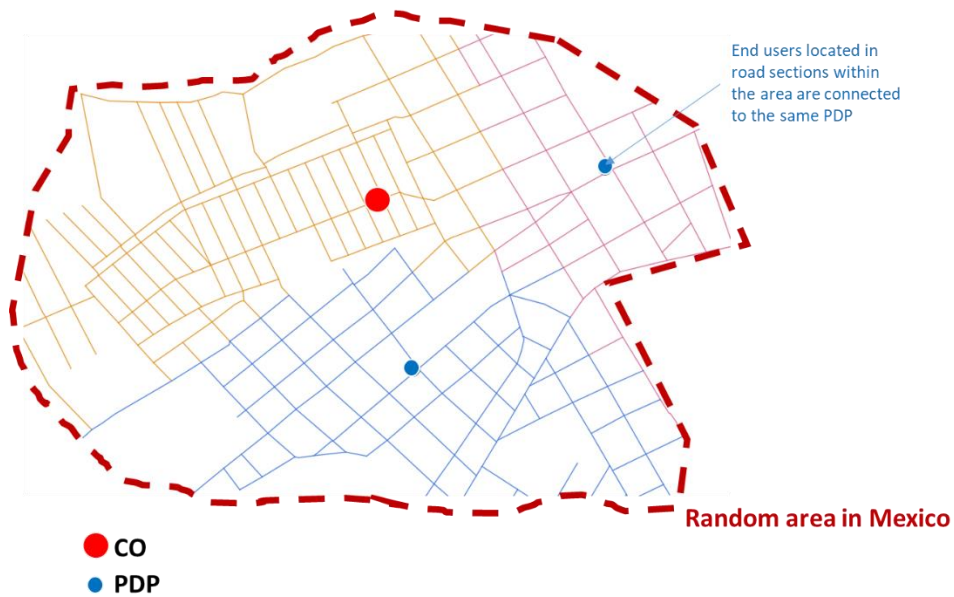 End users located in
road sections within
the area are connected
to the same PDP
Random area in Mexico
CO
PDP